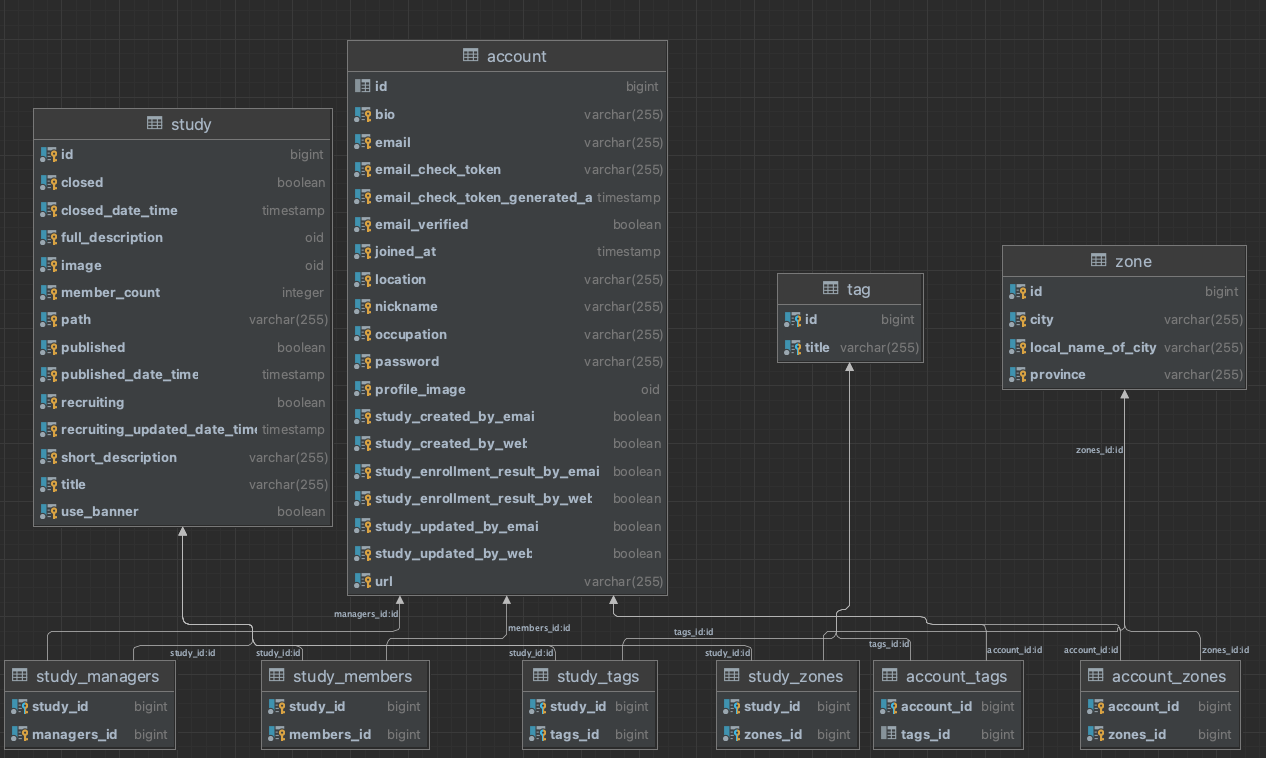 study
id bigint
closed boolean
closed_date_time timestamp
full_description oid
image oid
member_count integer
path varchar(255)
published boolean
published_date_time timestamp
recruiting boolean
recruiting_updated_date_time timestamp
short_description varchar(255)
title varchar(255)
use_banner boolean
account
id bigint
bio varchar(255)
email varchar(255)
email_check_token varchar(255)
email_check_token_generated_a timestamp
email_verified boolean
joined_at timestamp
location varchar(255)
nickname varchar(255)
occupation varchar(255)
password varchar(255)
profile_image oid
study_created_by_emai boolean
study_created_by_web boolean
study_enrollment_result_by_emai boolean
study_enrollment_result_by_web boolean
study_updated_by_emai boolean
study_updated_by_web boolean
url varchar(255)
tag
id bigint
title varchar(255)
zone
id bigint
city varchar(255)
local_name_of_city varchar(255)
province varchar(255)
zones_id:id
managers_id:id
members_id:id
tags_id:id
study_id:id
study_id:id
study_id:id
study_id:id
tags_id:id
account_id:id
account_id:id
zones_id:id
study_managers
study_id bigint
managers_id bigint
study_members
study_id bigint
members_id bigint
study_tags
study_id bigint
tags_id bigint
study_zones
study_id bigint
zones_id bigint
account_tags
account_id bigint
tags_id bigint
account_zones
account_id bigint
zones_id bigint